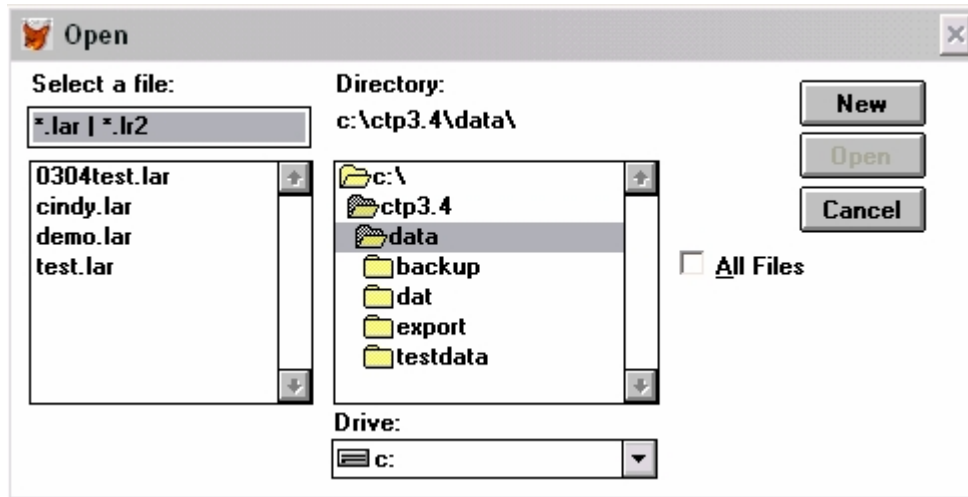 Open
Select a file:
*.lar | *.lr2
0304test.lar
cindy.lar
demo.lar
test.lar
Directory:
c:\ctp3.4\data\
c:\
ctp3.4
data
backup
dat
export
testdata
Drive:
c:
New
Open
Cancel
All Files